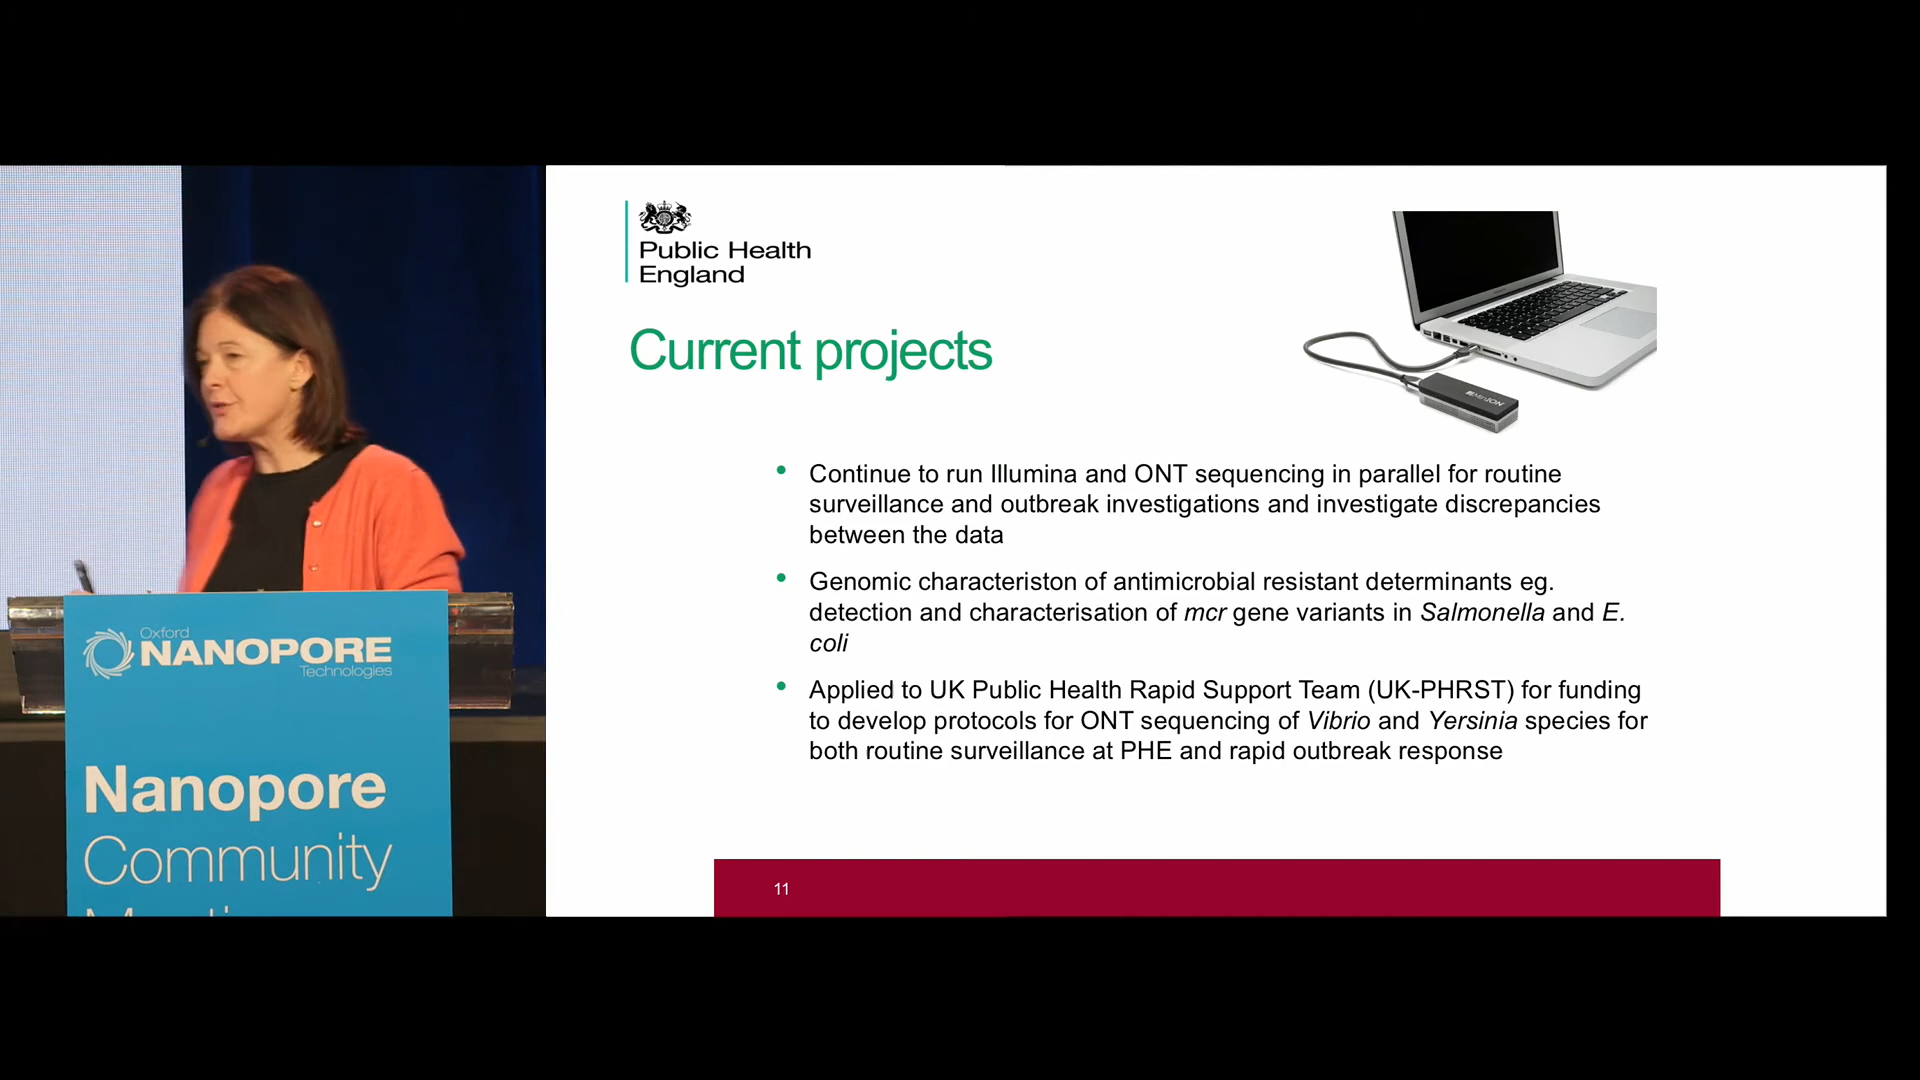 Oxford
NANOPORE
Technologies
Nanopore
Community
Public Health
England
Current projects
MinION
• Continue to run Illumina and ONT sequencing in parallel for routine
surveillance and outbreak investigations and investigate discrepancies
between the data
• Genomic characteriston of antimicrobial resistant determinants eg.
detection and characterisation of mcr gene variants in Salmonella and E.
coli
• Applied to UK Public Health Rapid Support Team (UK-PHRST) for funding
to develop protocols for ONT sequencing of Vibrio and Yersinia species for
both routine surveillance at PHE and rapid outbreak response
11